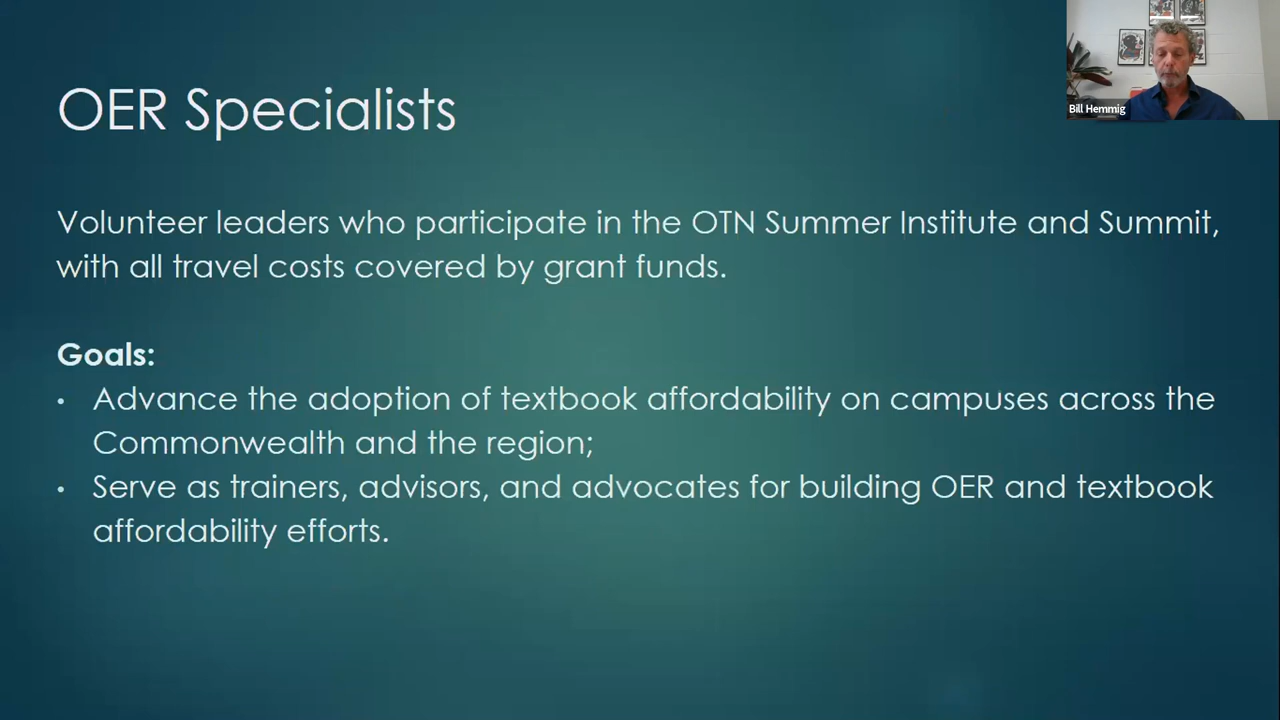 OER Specialists
Bill Hemmig
Volunteer leaders who participate in the OTN Summer Institute and Summit,
with all travel costs covered by grant funds.
Goals:
• Advance the adoption of textbook affordability on campuses across the
Commonwealth and the region;
• Serve as trainers, advisors, and advocates for building OER and textbook
affordability efforts.